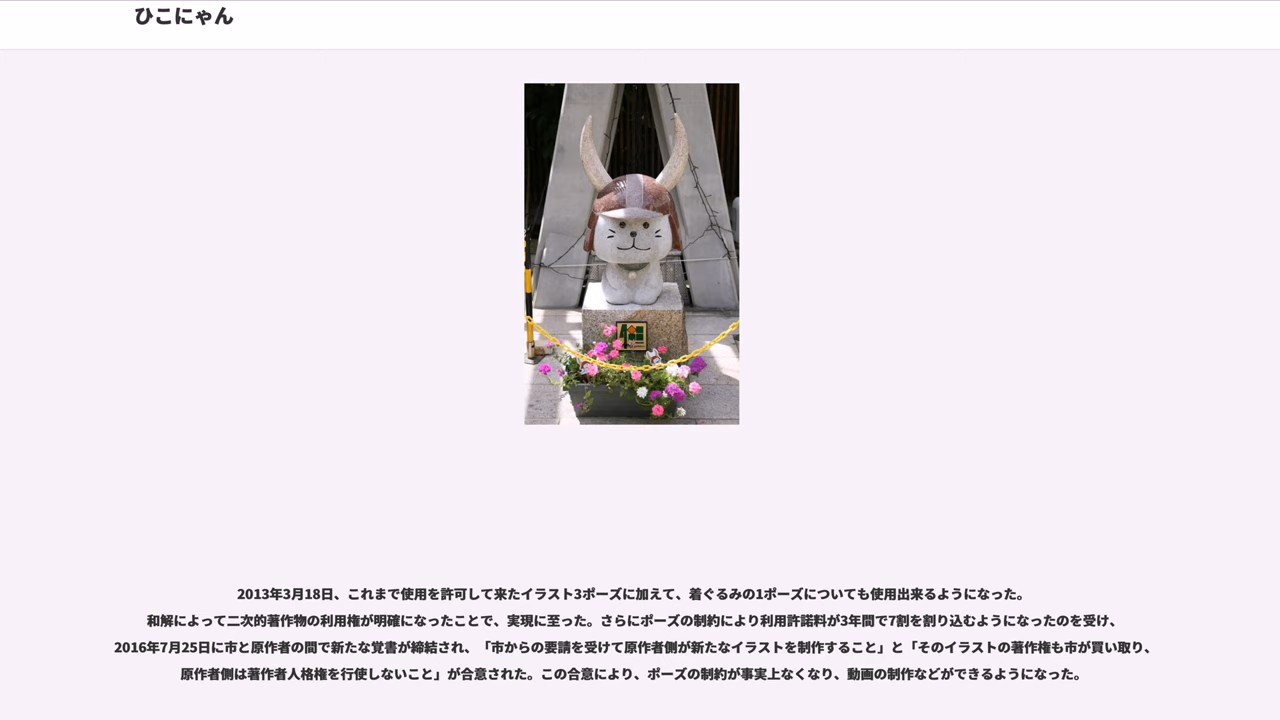 ひこにゃん
2013年3月18日、これまで使用を許可して来たイラスト3ポーズに加えて、着ぐるみの1ポーズについても使用出来るようになった。
和解によって二次的著作物の利用権が明確になったことで、実現に至った。さらにポーズの制約により利用許諾料が3年間で7割を割り込むようになったのを受け、
2016年7月25日に市と原作者の間で新たな覚書が締結され、「市からの要請を受けて原作者側が新たなイラストを制作すること」と「そのイラストの著作権も市が買い取り、
原作者側は著作者人格権を行使しないこと」が合意された。この合意により、ポーズの制約が事実上なくなり、動画の制作などができるようになった。